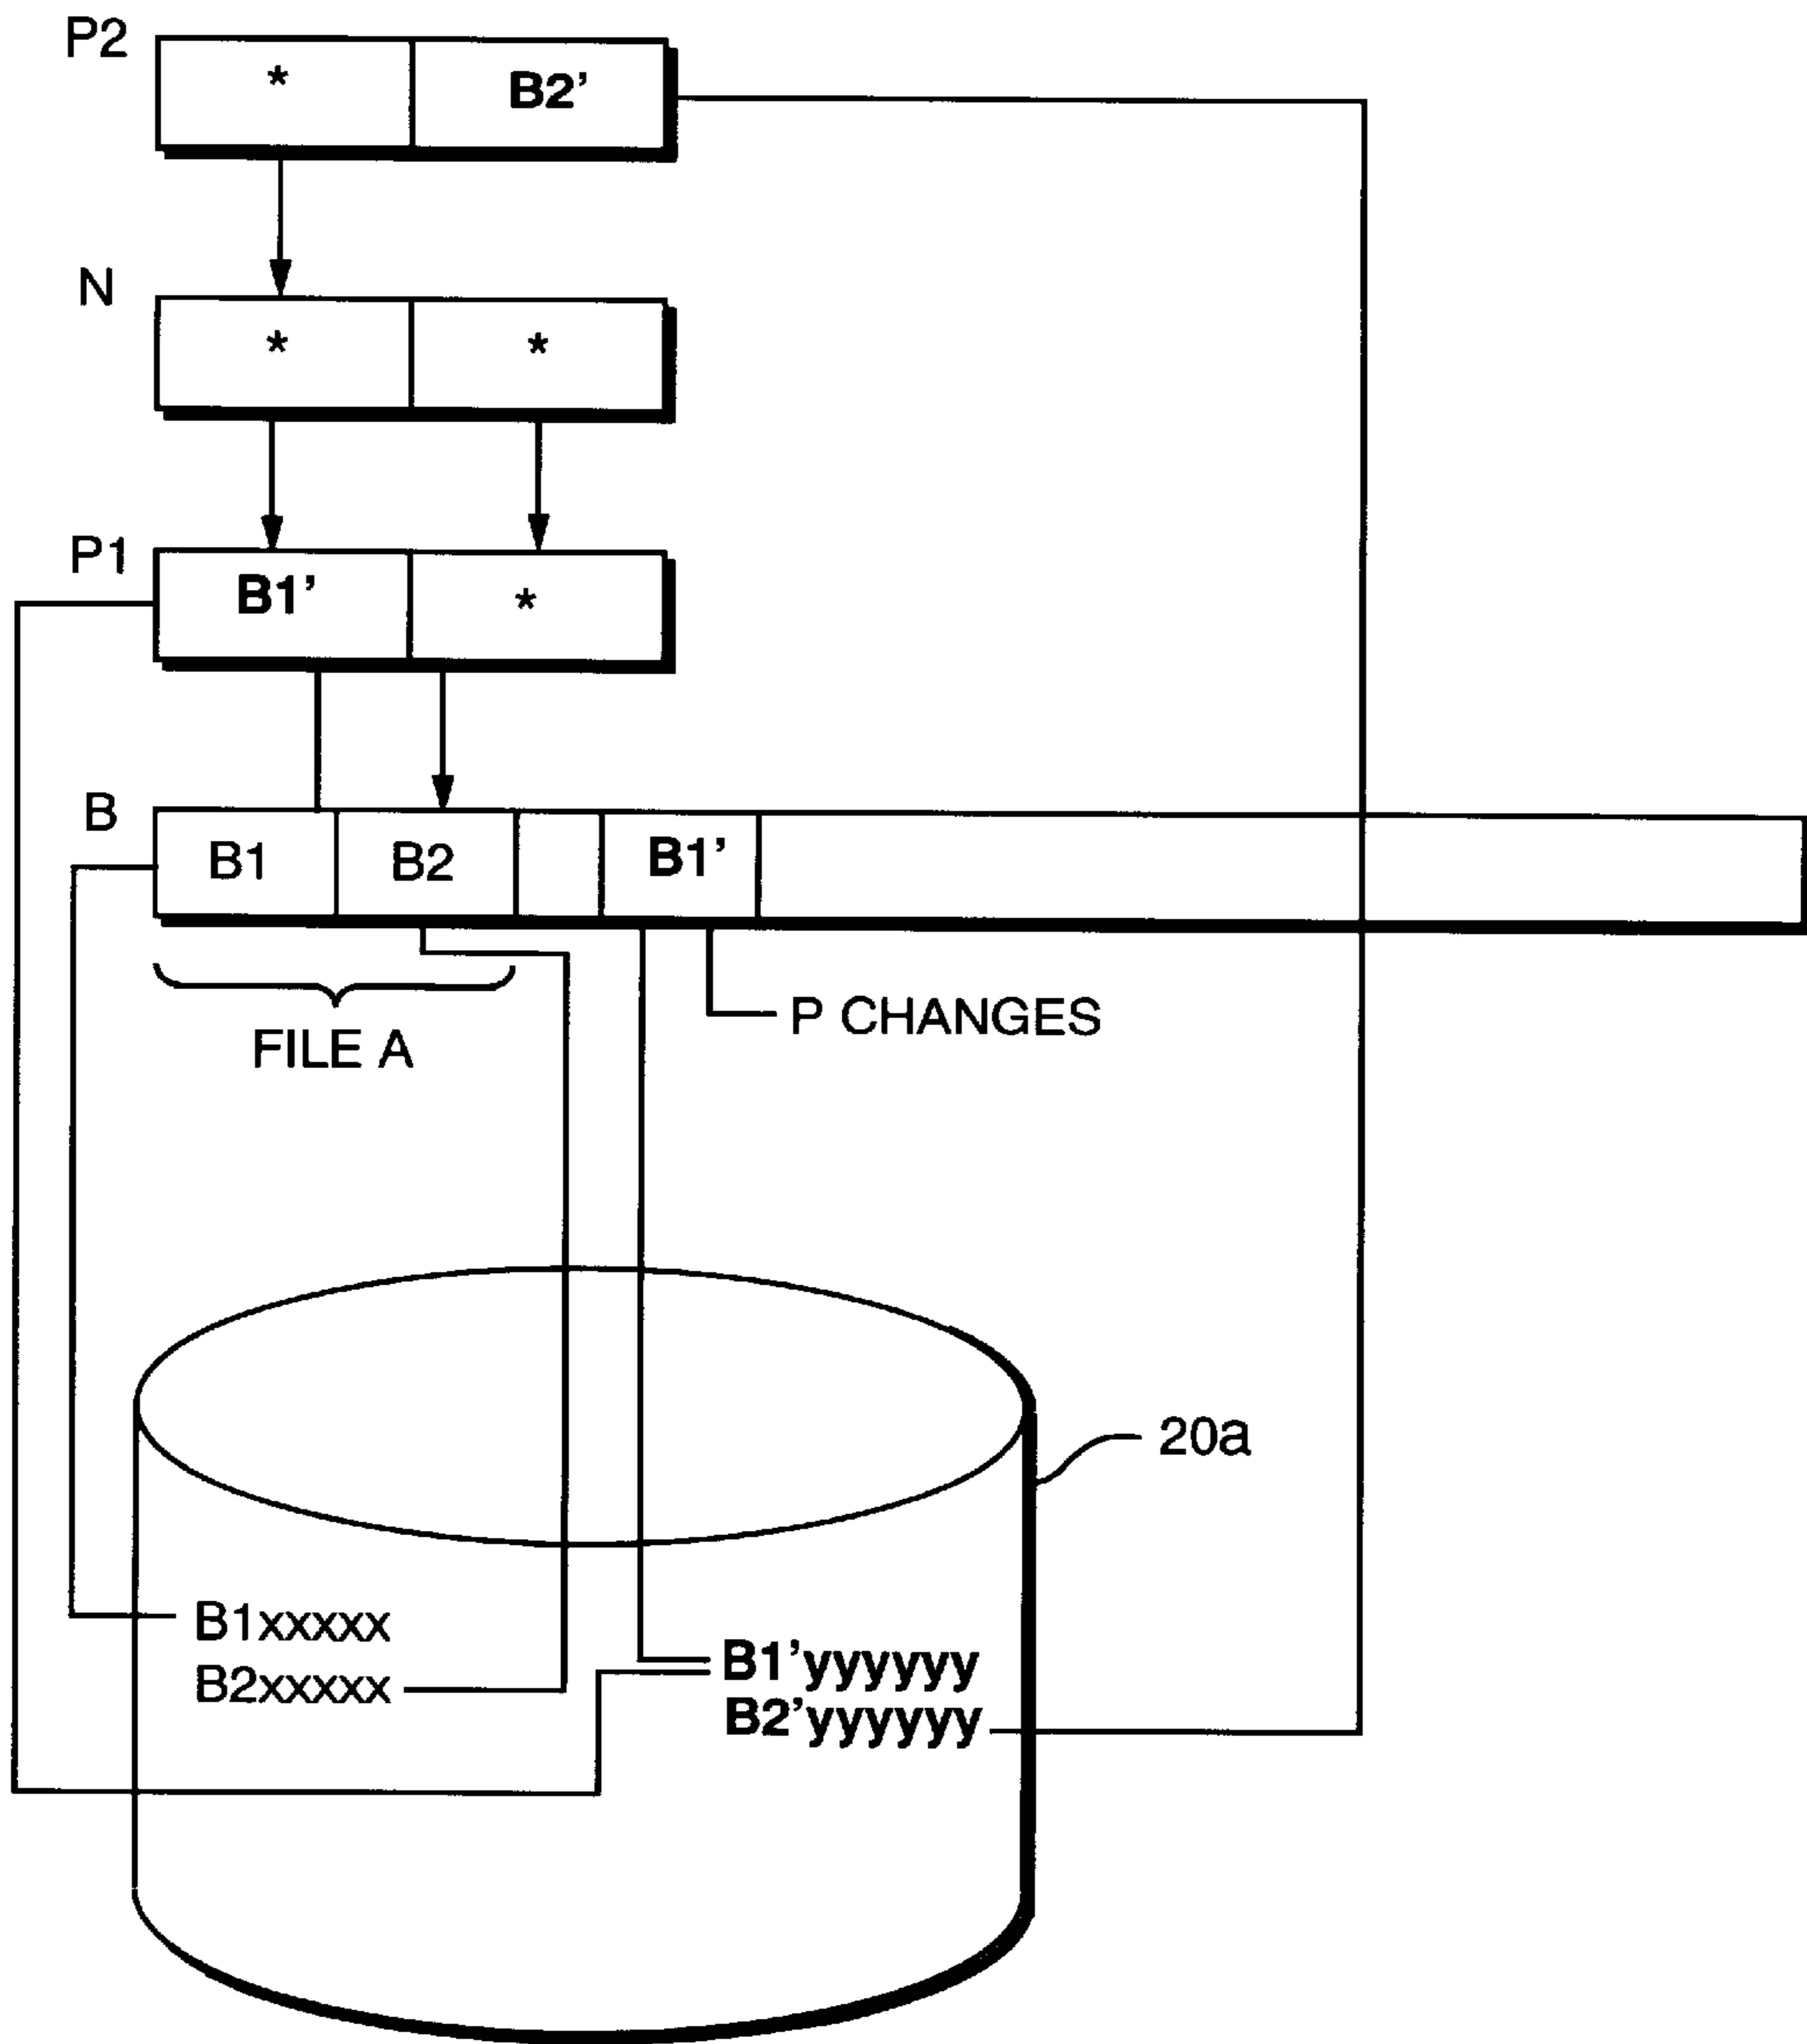 P2 * B2'
N * *
P1 B1' *
B B1 B2 B1'
FILE A P CHANGES
20a
B1xxxxx
B1'yyyyyy
B2xxxxx
B2'yyyyyy